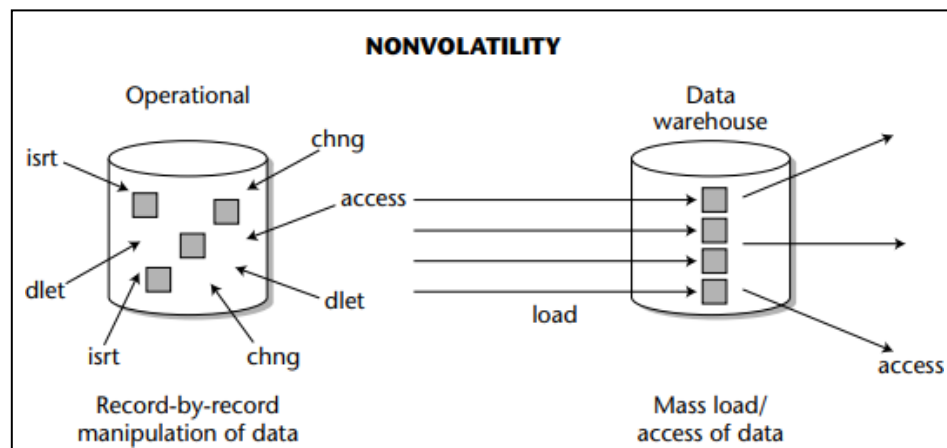 NONVOLATILITY
Operational
isrt
chng
access
dlet
dlet
isrt
chng
Record-by-record
manipulation of data
load
Data
warehouse
access
Mass load/
access of data